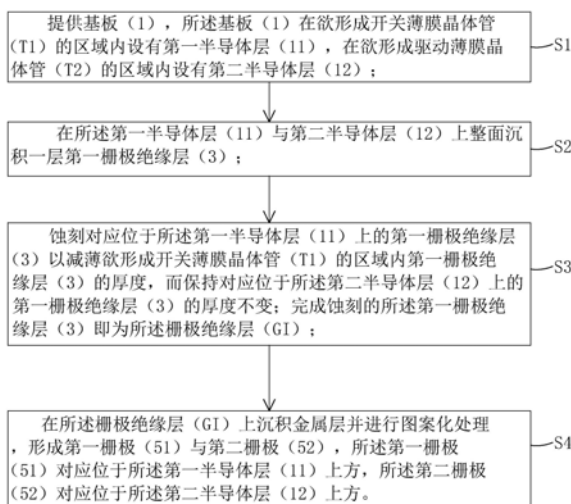 提供基板（1），所述基板（1）在欲形成开关薄膜晶体管
（T1）的区域内设有第一半导体层（11），在欲形成驱动薄膜晶
体管（T2）的区域内设有第二半导体层（12）；
S1
在所述第一半导体层（11）与第二半导体层（12）上整面沉
积一层第一栅极绝缘层（3）；
S2
蚀刻对应位于所述第一半导体层（11）上的第一栅极绝缘层
（3）以减薄欲形成开关薄膜晶体管（T1）的区域内第一栅极绝
缘层（3）的厚度，而保持对应位于所述第二半导体层（12）上的
第一栅极绝缘层（3）的厚度不变；完成蚀刻的所述第一栅极绝
缘层（3）即为所述栅极绝缘层（GI）；
S3
在所述栅极绝缘层（GI）上沉积金属层并进行图案化处理
，形成第一栅极（51）与第二栅极（52），所述第一栅极
（51）对应位于所述第一半导体层（11）上方，所述第二栅极
（52）对应位于所述第二半导体层（12）上方。
S4